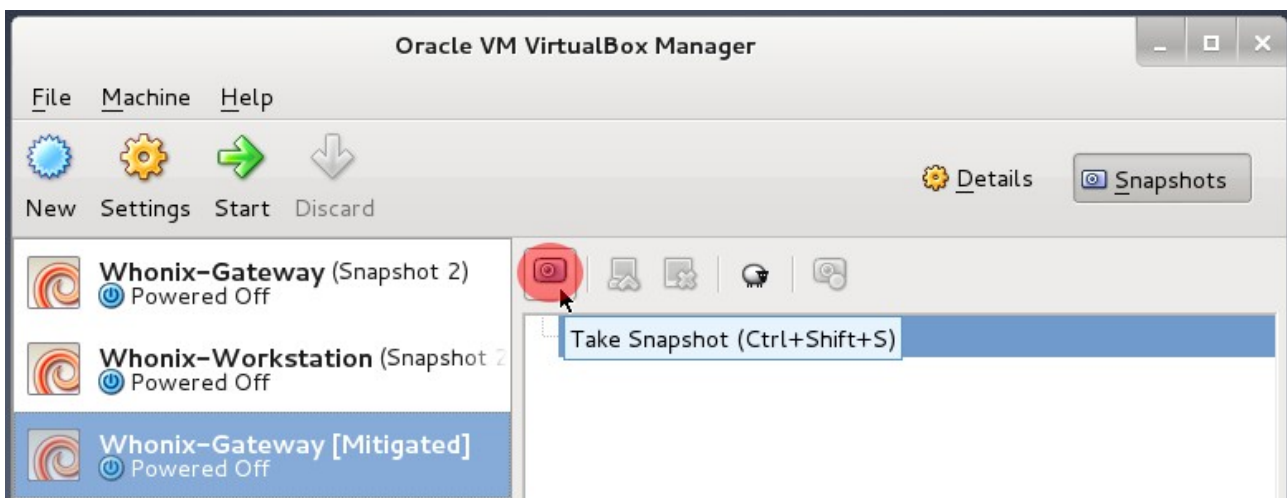 Oracle VM VirtualBox Manager
File Machine Help
New Settings Start Discard
Details Snapshots
Whonix-Gateway (Snapshot 2)
Powered Off
Take Snapshot (Ctrl+Shift+S)
Whonix-Workstation (Snapshot 2
Powered Off
Whonix-Gateway [Mitigated]
Powered Off